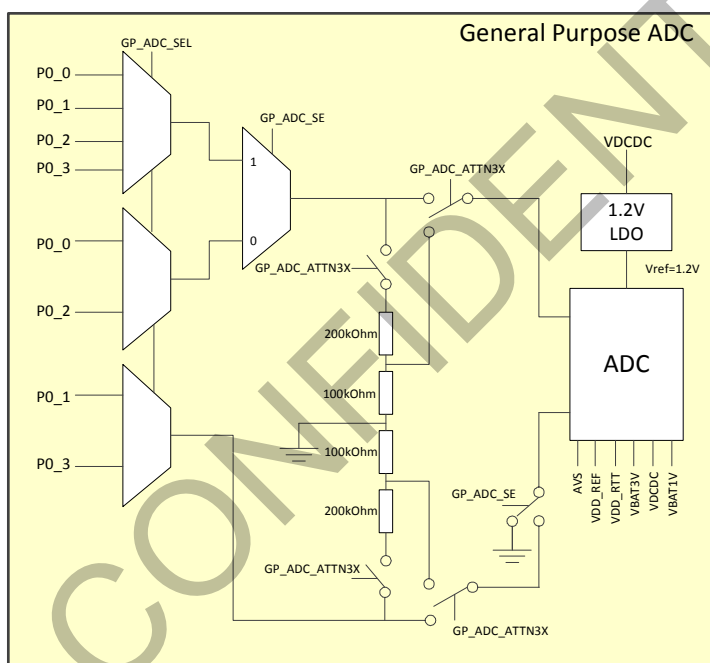 General Purpose ADC
GP_ADC_SEL
P0_0
P0_1
P0_2
P0_3
GP_ADC_SE
1
0
P0_0
P0_2
P0_1
P0_3
GP_ADC_ATTN3X
GP_ADC_ATTN3X
200kOhm
100kOhm
100kOhm
200kOhm
GP_ADC_ATTN3X
GP_ADC_ATTN3X
GP_ADC_SE
VDCDC
1.2V
LDO
Vref=1.2V
ADC
AVS
VDD_REF
VDD_RTT
VBAT3V
VDCDC
VBAT1V
CONFIDENT